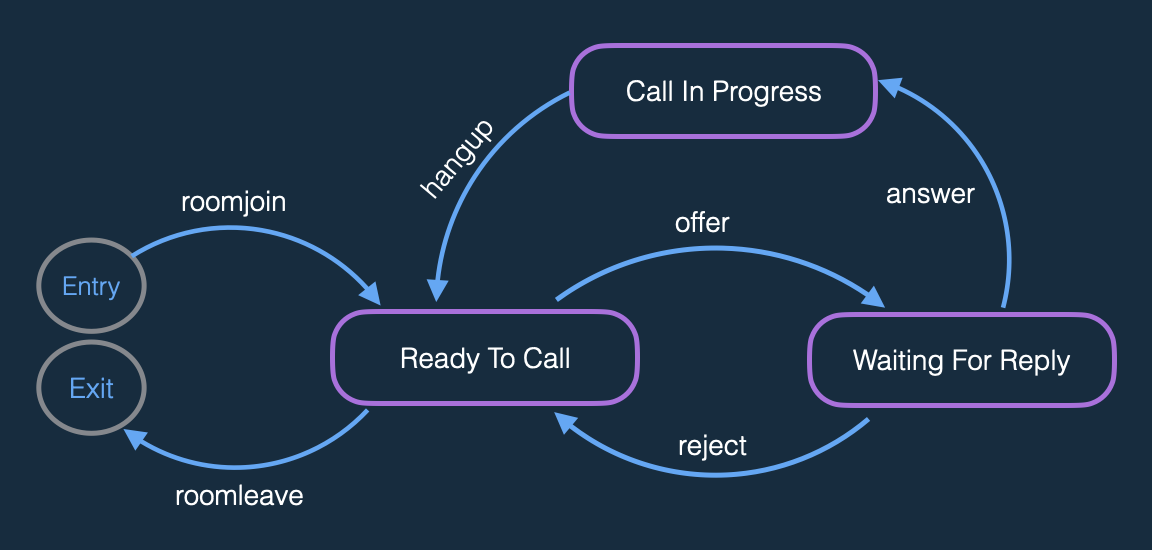 Call In Progress
hangup
answer
roomjoin
offer
Entry
Ready To Call
Waiting For Reply
Exit
reject
roomleave